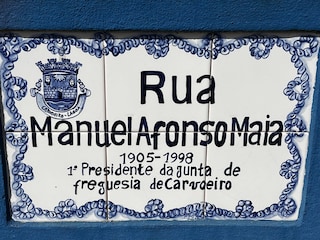 Rua
Manuel Afonso Maia
1905-1998
1º Presidente da junta de
freguesia de Carvoeiro